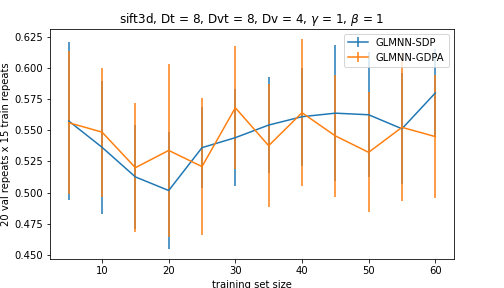 sift3d, Dt = 8, Dvt = 8, Dv = 4, γ = 1, β = 1
GLMNN-SDP
GLMNN-GDPA
0.625
0.600
0.575
0.550
0.525
0.500
0.475
0.450
20 val repeats x 15 train repeats
10
20
30
40
50
60
training set size